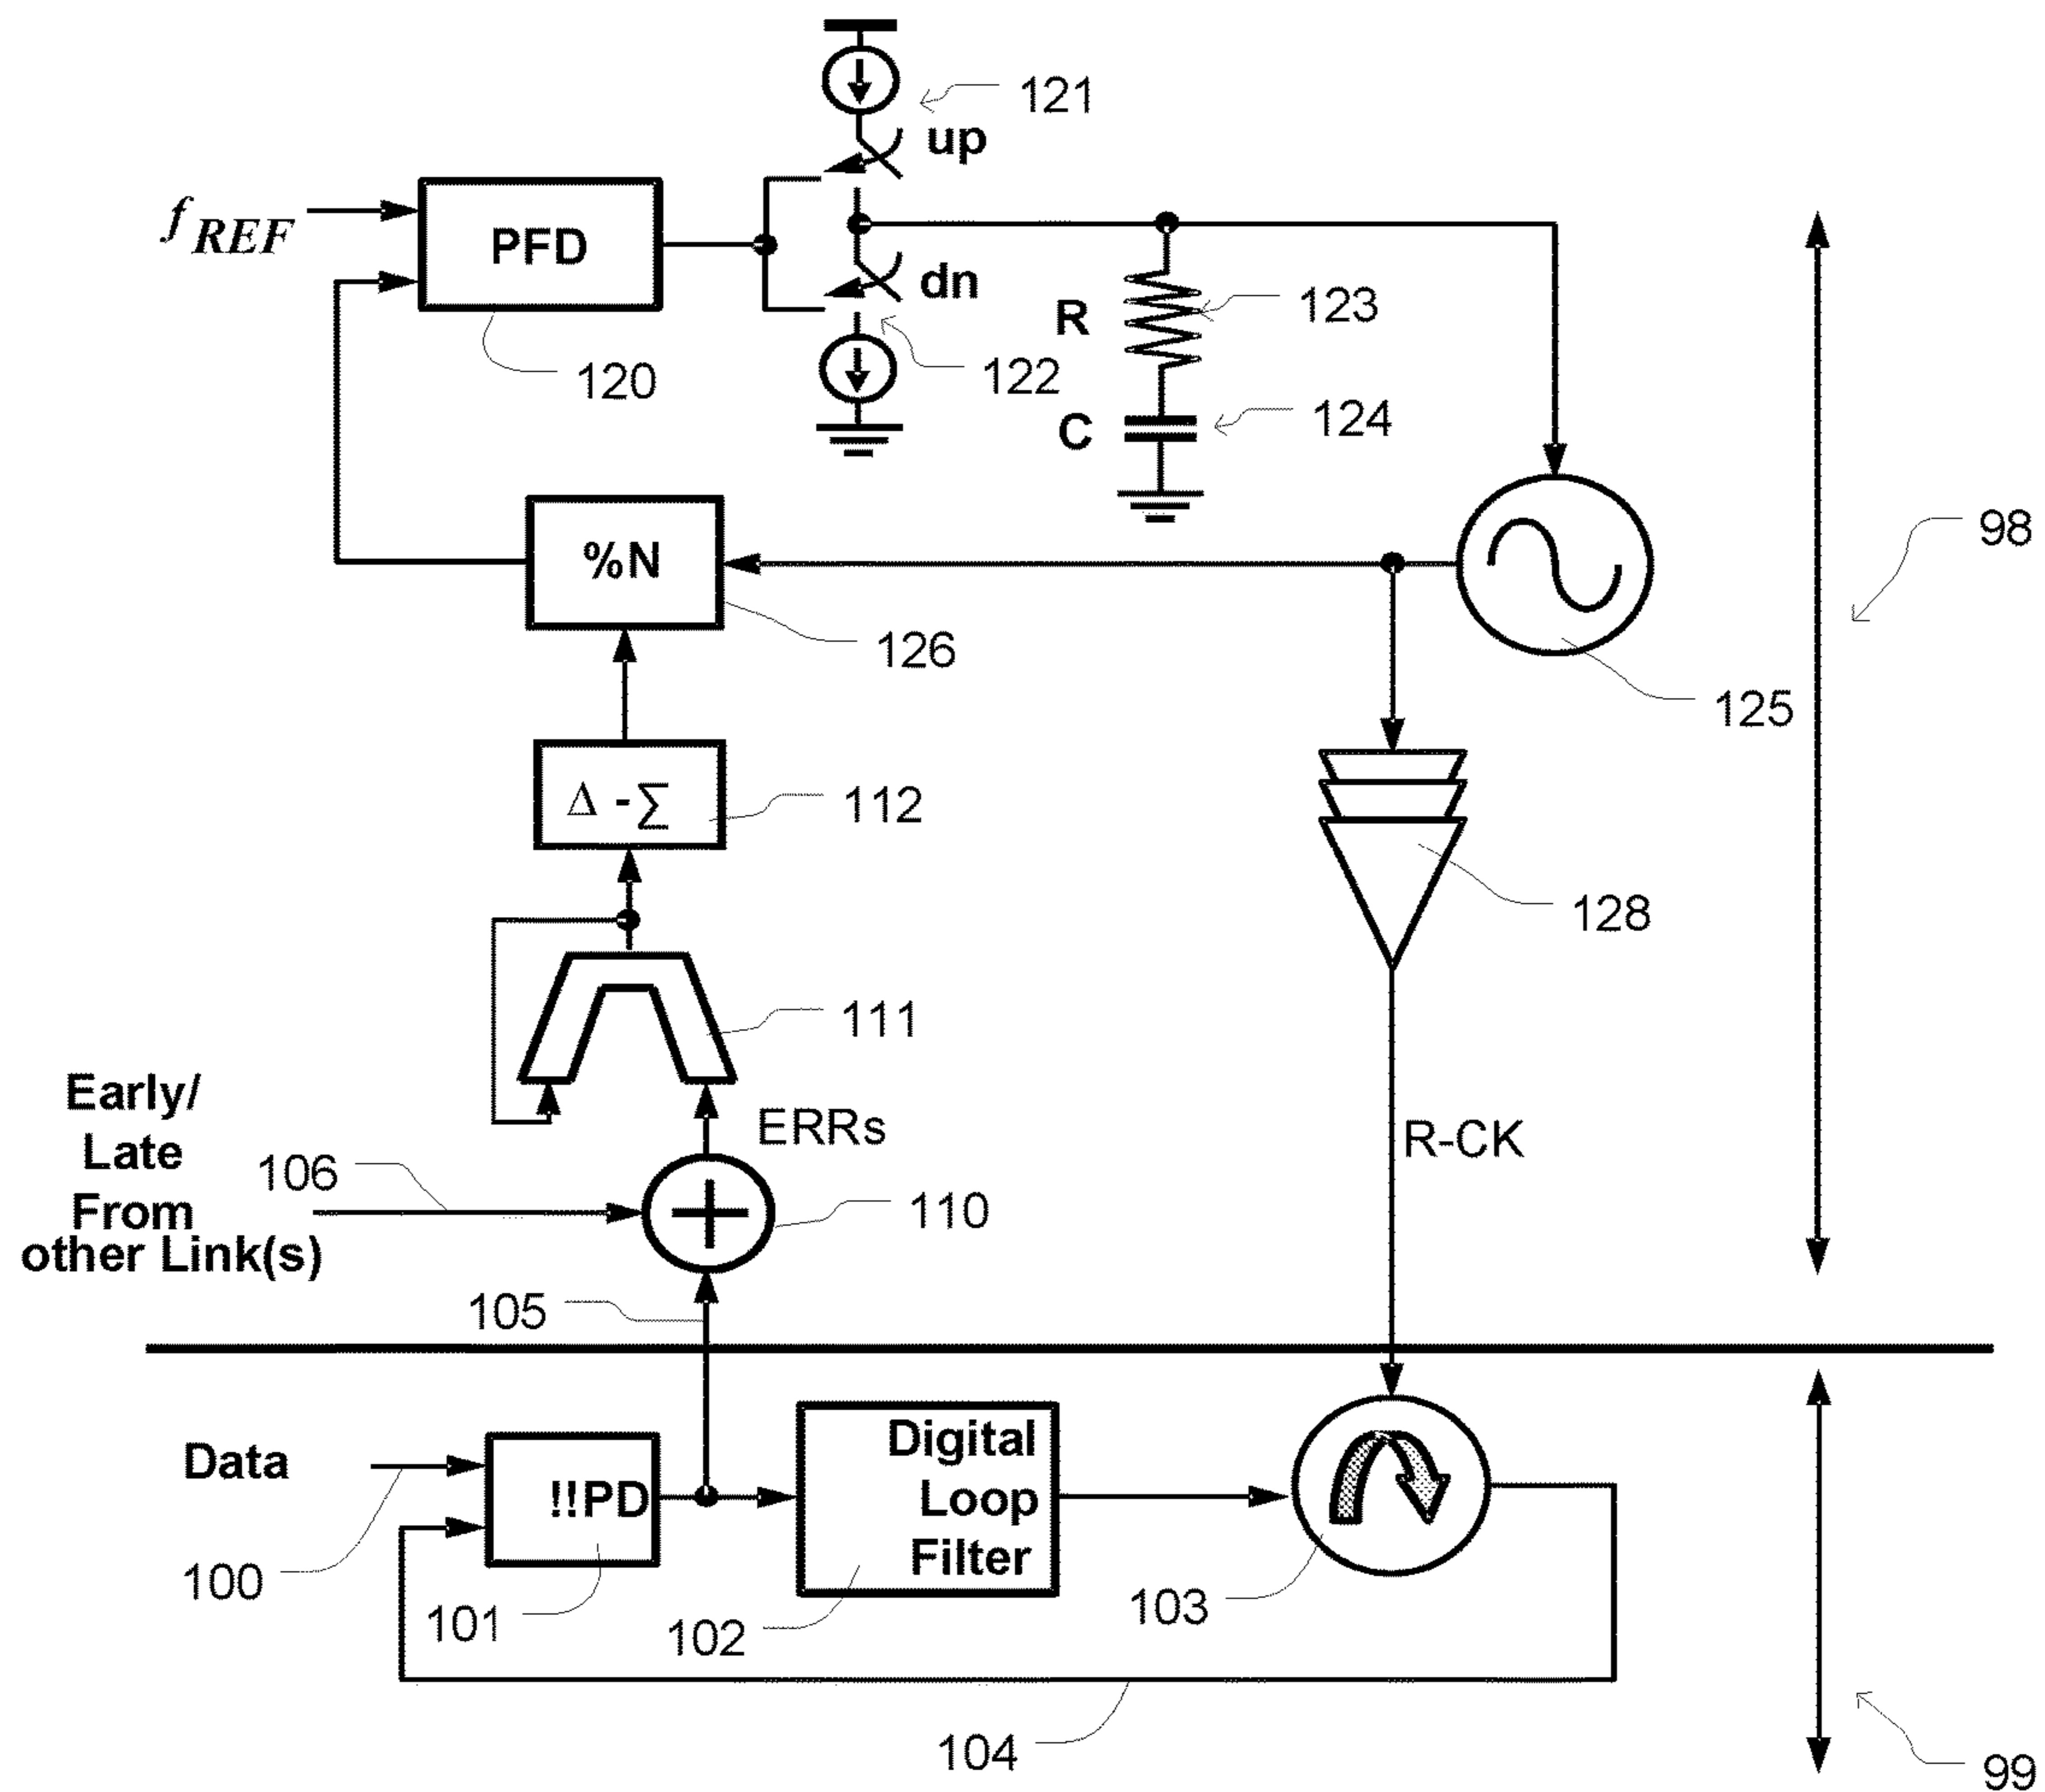 121
up
f REF
PFD
dn
R
123
120
122
C
124
98
%N
126
125
Δ - Σ
112
128
111
Early/
Late
From
other Link(s)
ERRs
R-CK
106
110
105
Data
!!PD
Digital
Loop
Filter
100
101
102
103
104
99